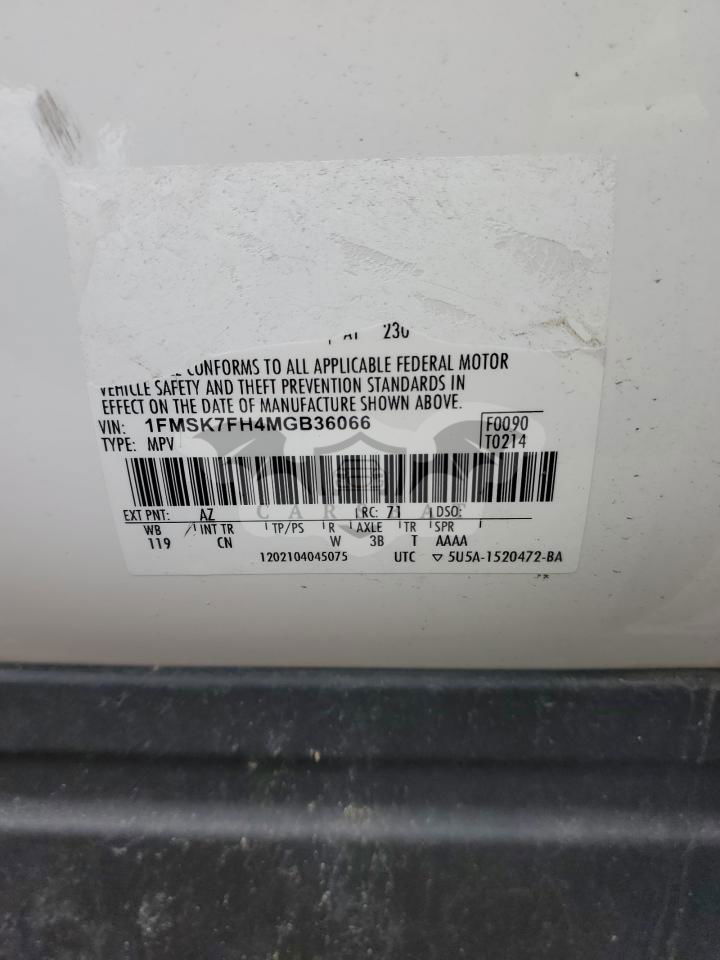 230
CONFORMS TO ALL APPLICABLE FEDERAL MOTOR
VEHICLE SAFETY AND THEFT PREVENTION STANDARDS IN
EFFECT ON THE DATE OF MANUFACTURE SHOWN ABOVE.
VIN: 1FMSK7FH4MGB36066 F0090
TYPE: MPV T0214
CARSEAT
EXT PNT: AZ RC: 71 DSO:
WB INT TR TP/PS R AXLE TR SPR
119 CN W 3B T AAAA
1202104045075 UTC ▽ 5U5A-1520472-BA